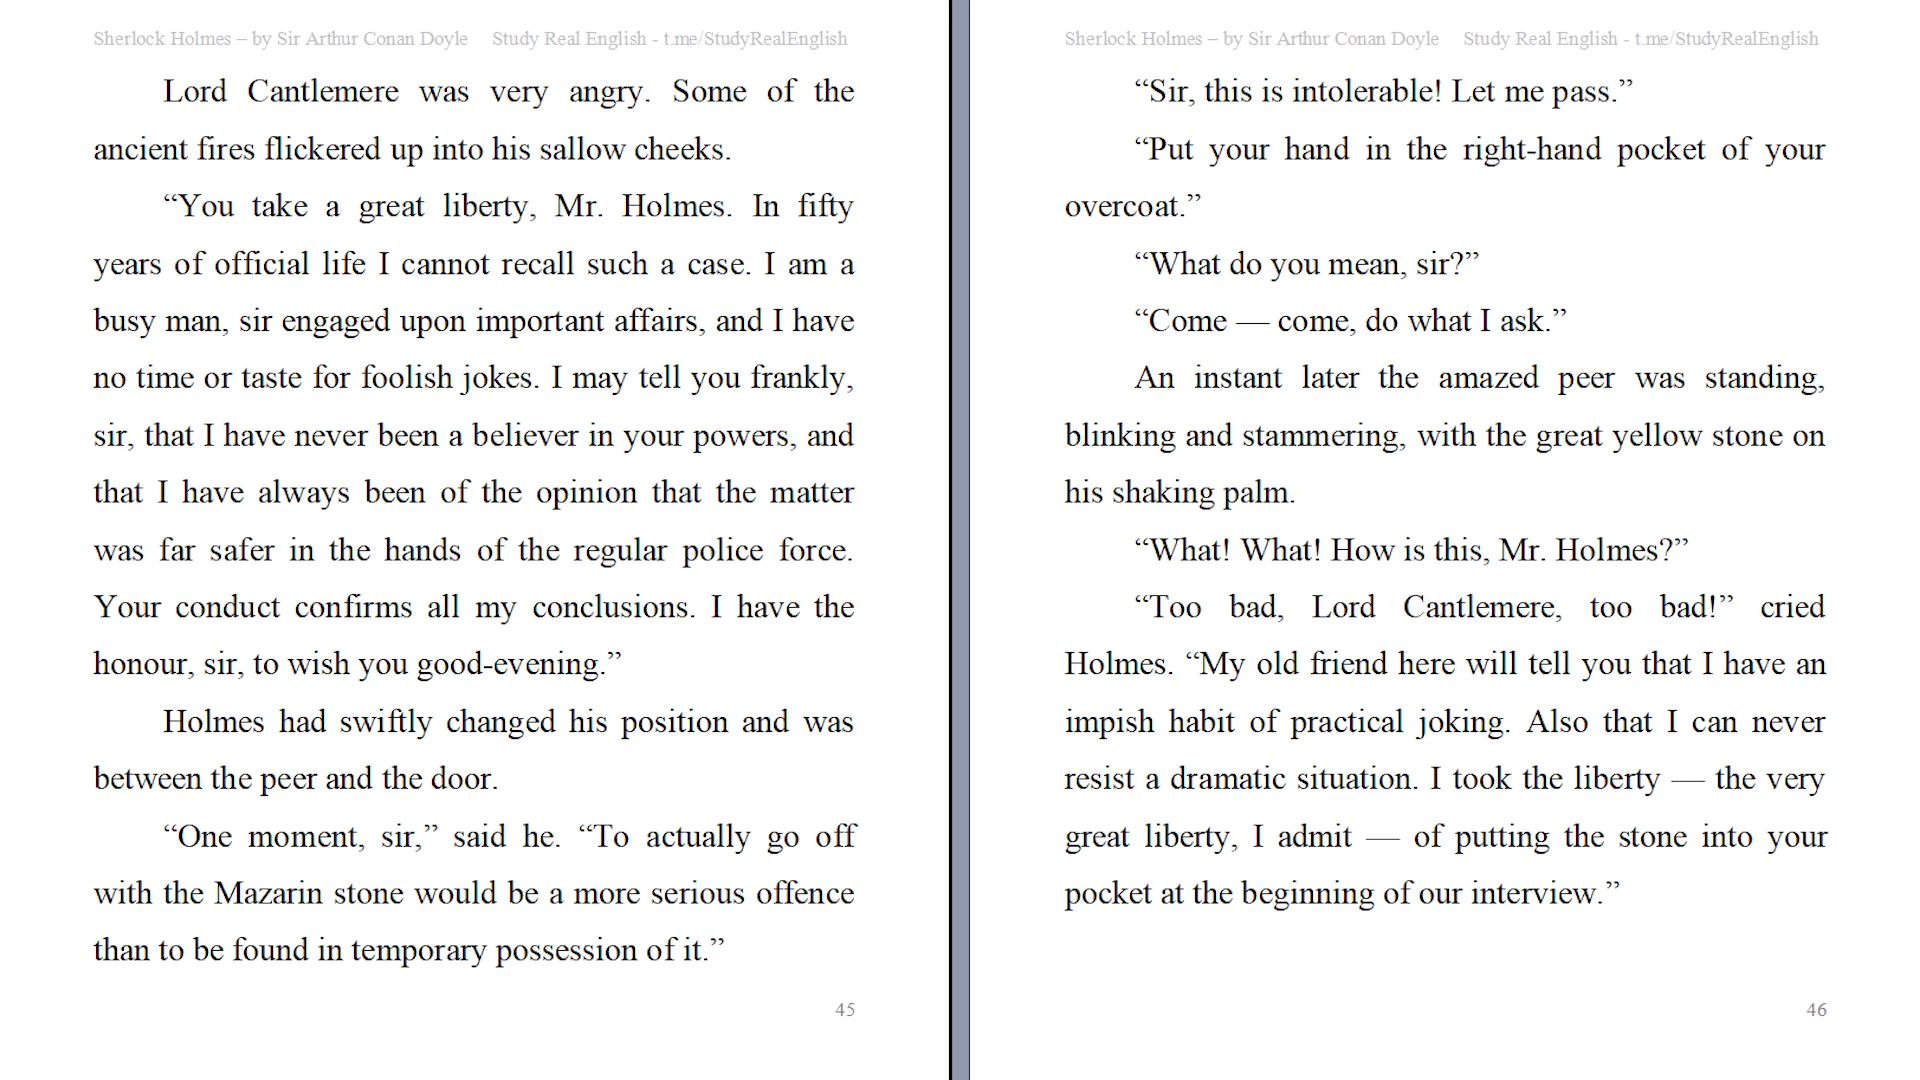 Sherlock Holmes – by Sir Arthur Conan Doyle Study Real English - t.me/StudyRealEnglish
Lord Cantlemere was very angry. Some of the
ancient fires flickered up into his sallow cheeks.
“You take a great liberty, Mr. Holmes. In fifty
years of official life I cannot recall such a case. I am a
busy man, sir engaged upon important affairs, and I have
no time or taste for foolish jokes. I may tell you frankly,
sir, that I have never been a believer in your powers, and
that I have always been of the opinion that the matter
was far safer in the hands of the regular police force.
Your conduct confirms all my conclusions. I have the
honour, sir, to wish you good-evening.”
Holmes had swiftly changed his position and was
between the peer and the door.
“One moment, sir,” said he. “To actually go off
with the Mazarin stone would be a more serious offence
than to be found in temporary possession of it.”
45
Sherlock Holmes – by Sir Arthur Conan Doyle Study Real English - t.me/StudyRealEnglish
“Sir, this is intolerable! Let me pass.”
“Put your hand in the right-hand pocket of your
overcoat.”
“What do you mean, sir?”
“Come — come, do what I ask.”
An instant later the amazed peer was standing,
blinking and stammering, with the great yellow stone on
his shaking palm.
“What! What! How is this, Mr. Holmes?”
“Too bad, Lord Cantlemere, too bad!” cried
Holmes. “My old friend here will tell you that I have an
impish habit of practical joking. Also that I can never
resist a dramatic situation. I took the liberty — the very
great liberty, I admit — of putting the stone into your
pocket at the beginning of our interview.”
46